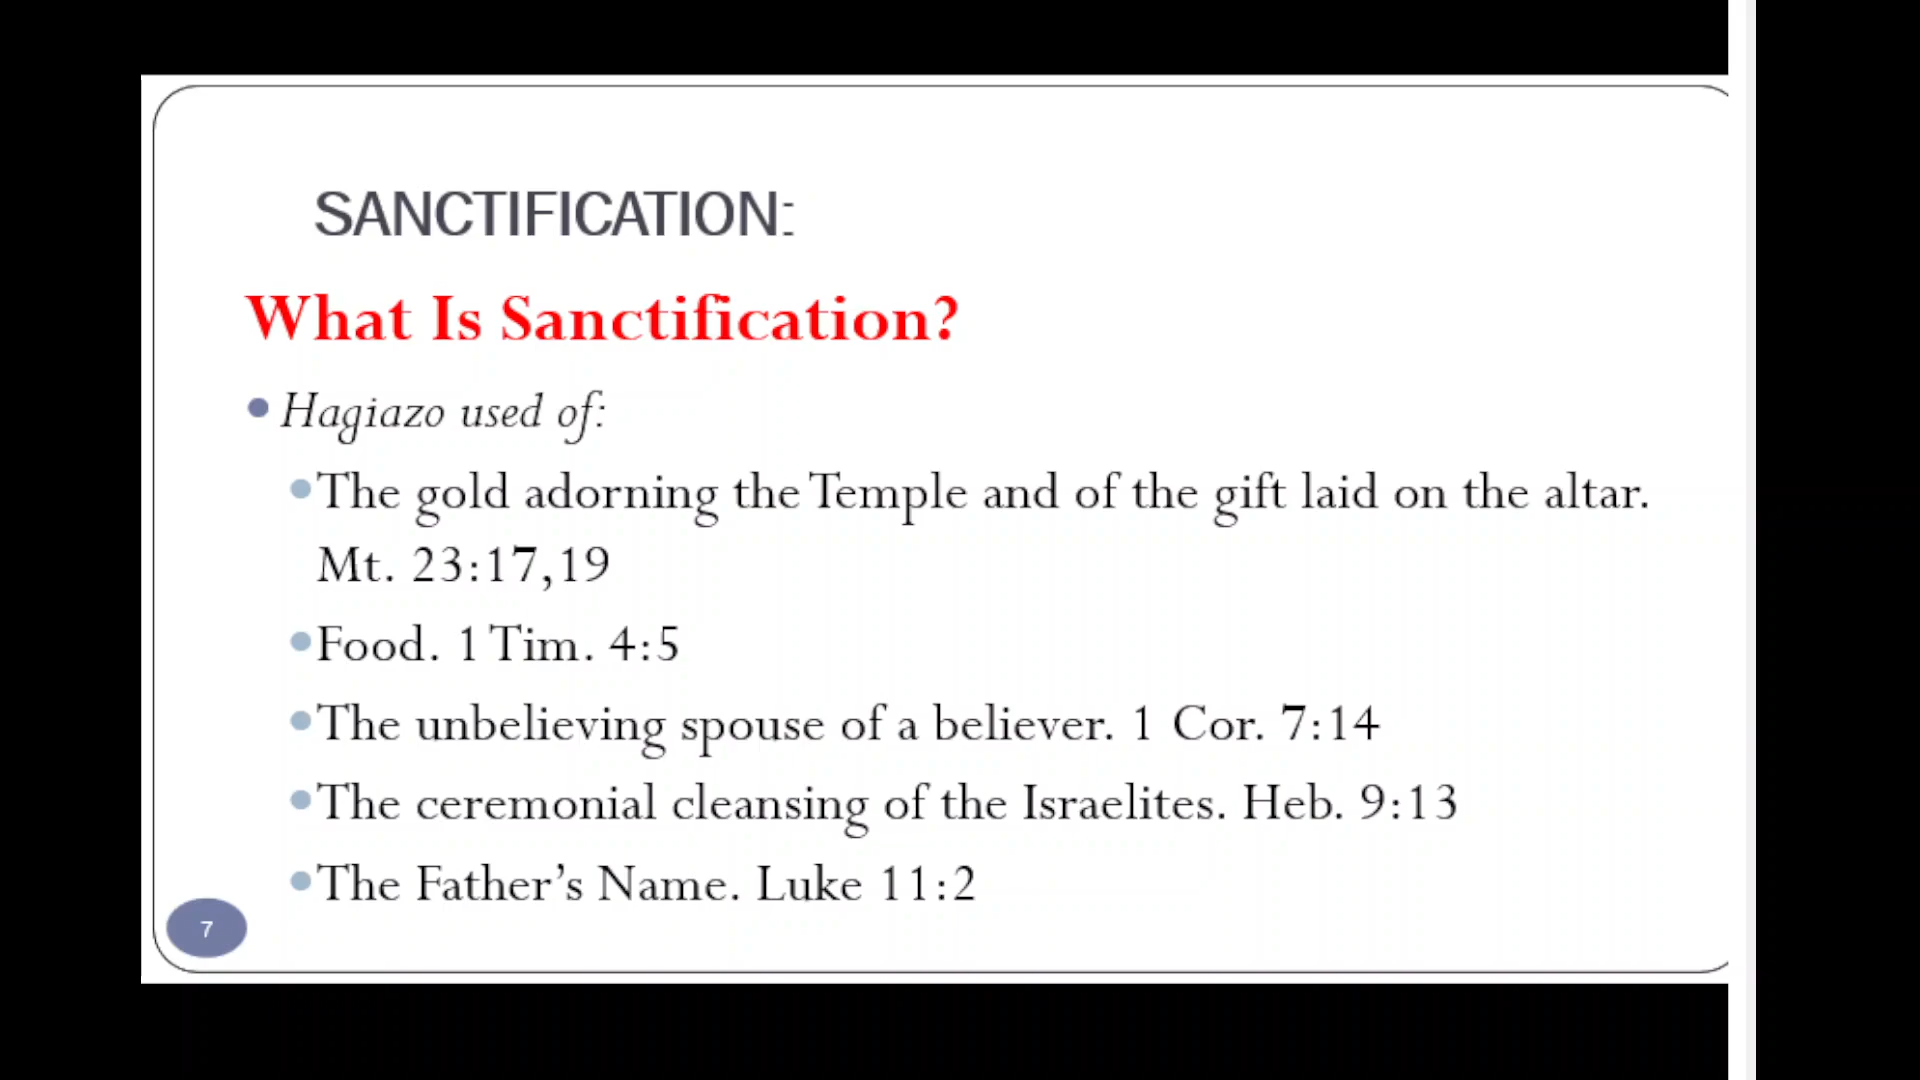 SANCTIFICATION:
What Is Sanctification?
Hagiazo used of:
The gold adorning the Temple and of the gift laid on the altar.
Mt. 23:17,19
Food. 1 Tim. 4:5
The unbelieving spouse of a believer. 1 Cor. 7:14
The ceremonial cleansing of the Israelites. Heb. 9:13
The Father’s Name. Luke 11:2
7